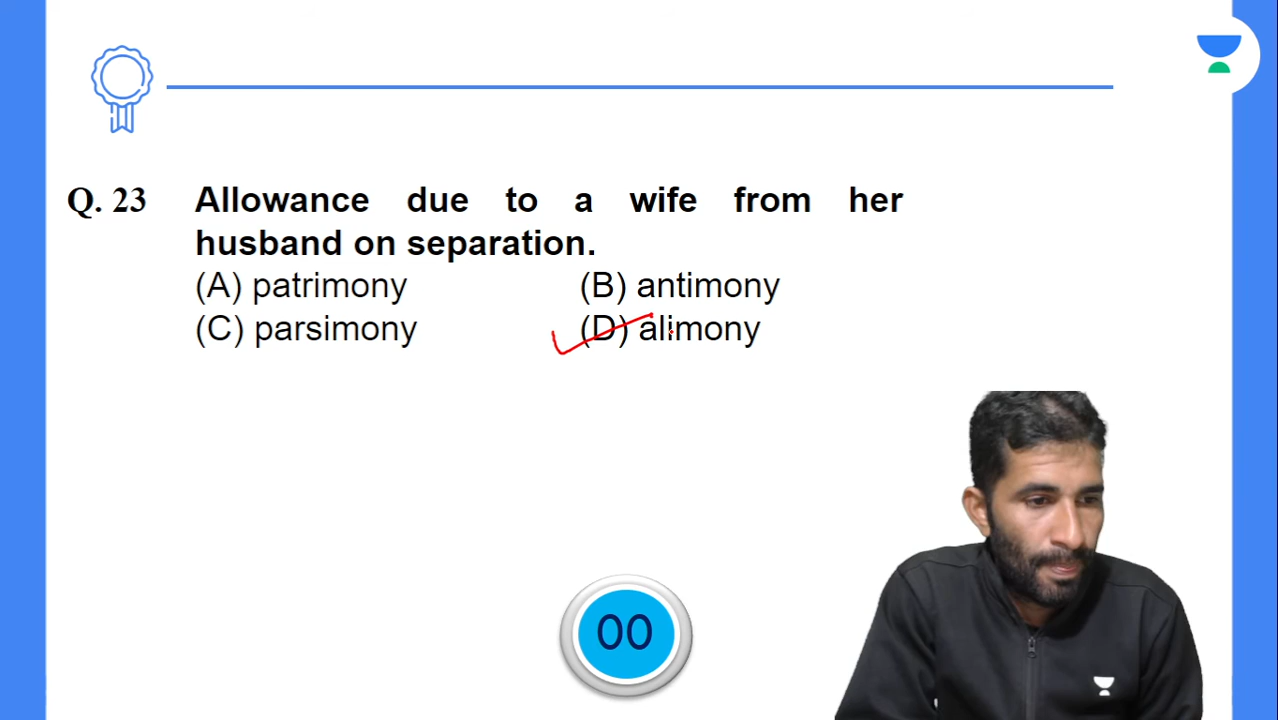 Q. 23 Allowance due to a wife from her
husband on separation.
(A) patrimony (B) antimony
(C) parsimony (D) alimony
00